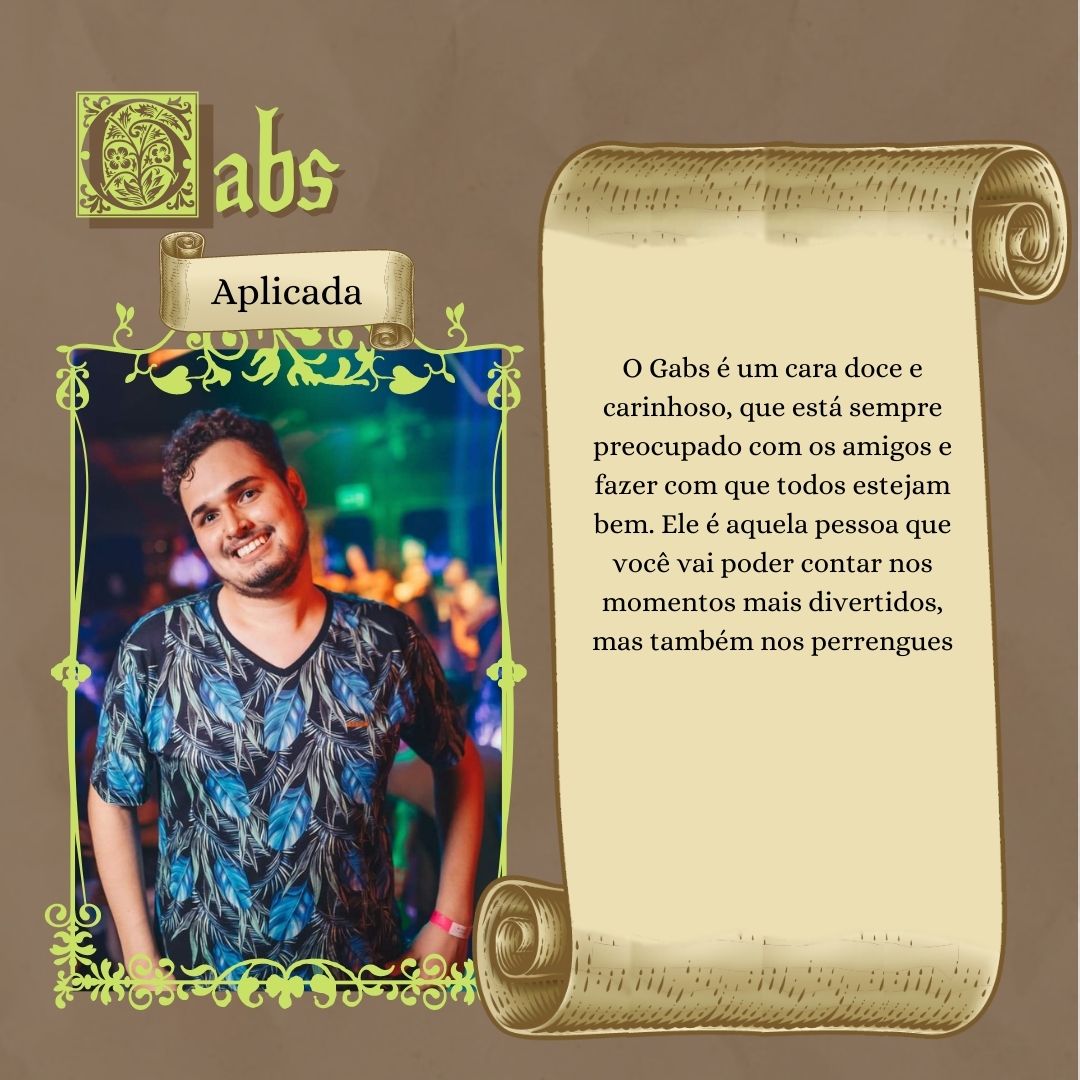 Gabs
Aplicada
O Gabs é um cara doce e
carinhoso, que está sempre
preocupado com os amigos e
fazer com que todos estejam
bem. Ele é aquela pessoa que
você vai poder contar nos
momentos mais divertidos,
mas também nos perrengues